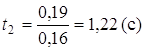 t₂ = 0,19 / 0,16 = 1,22 (c)